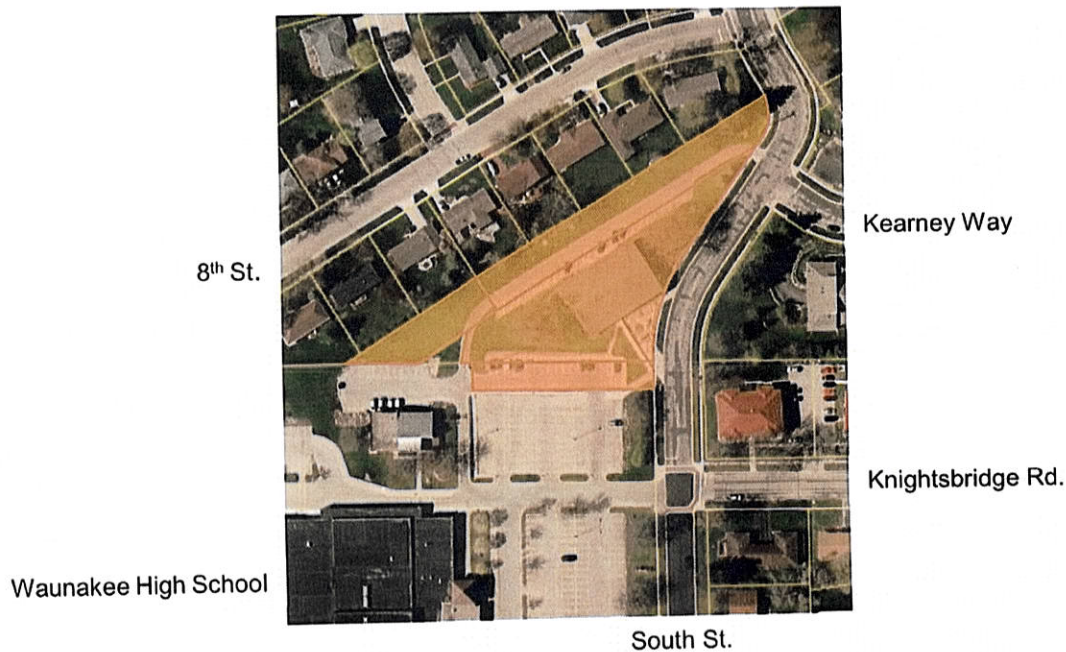 Kearney Way
8th St.
Knightsbridge Rd.
Waunakee High School
South St.